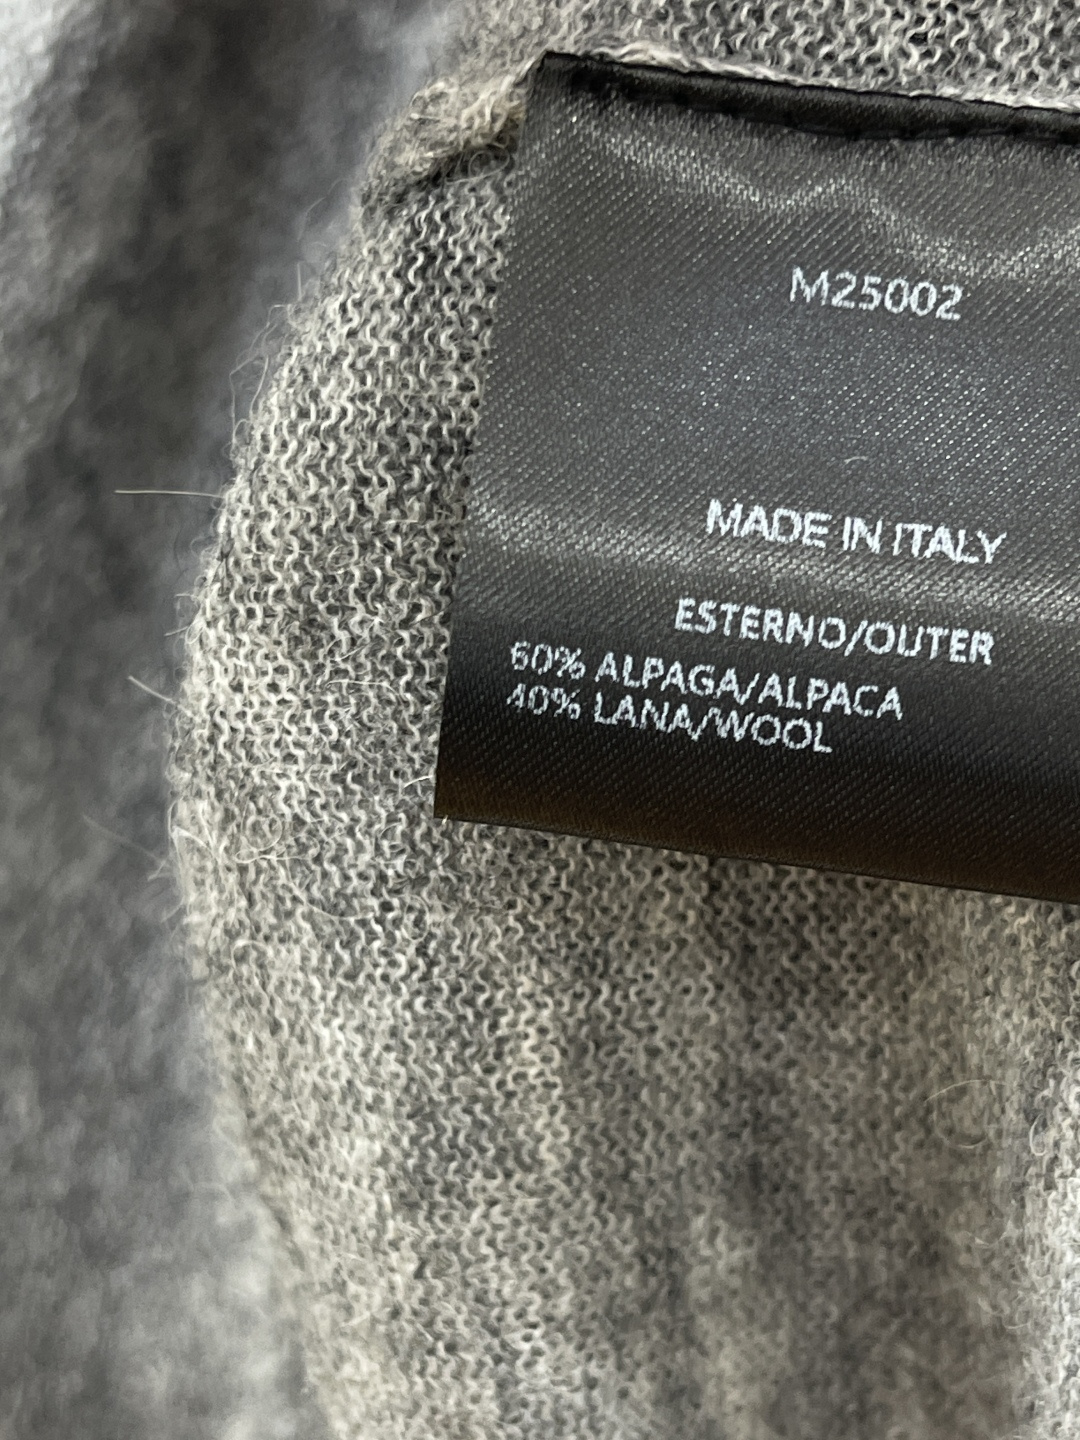 M25002
MADE IN ITALY
ESTERNO/OUTER
60% ALPAGA/ALPACA
40% LANA/WOOL